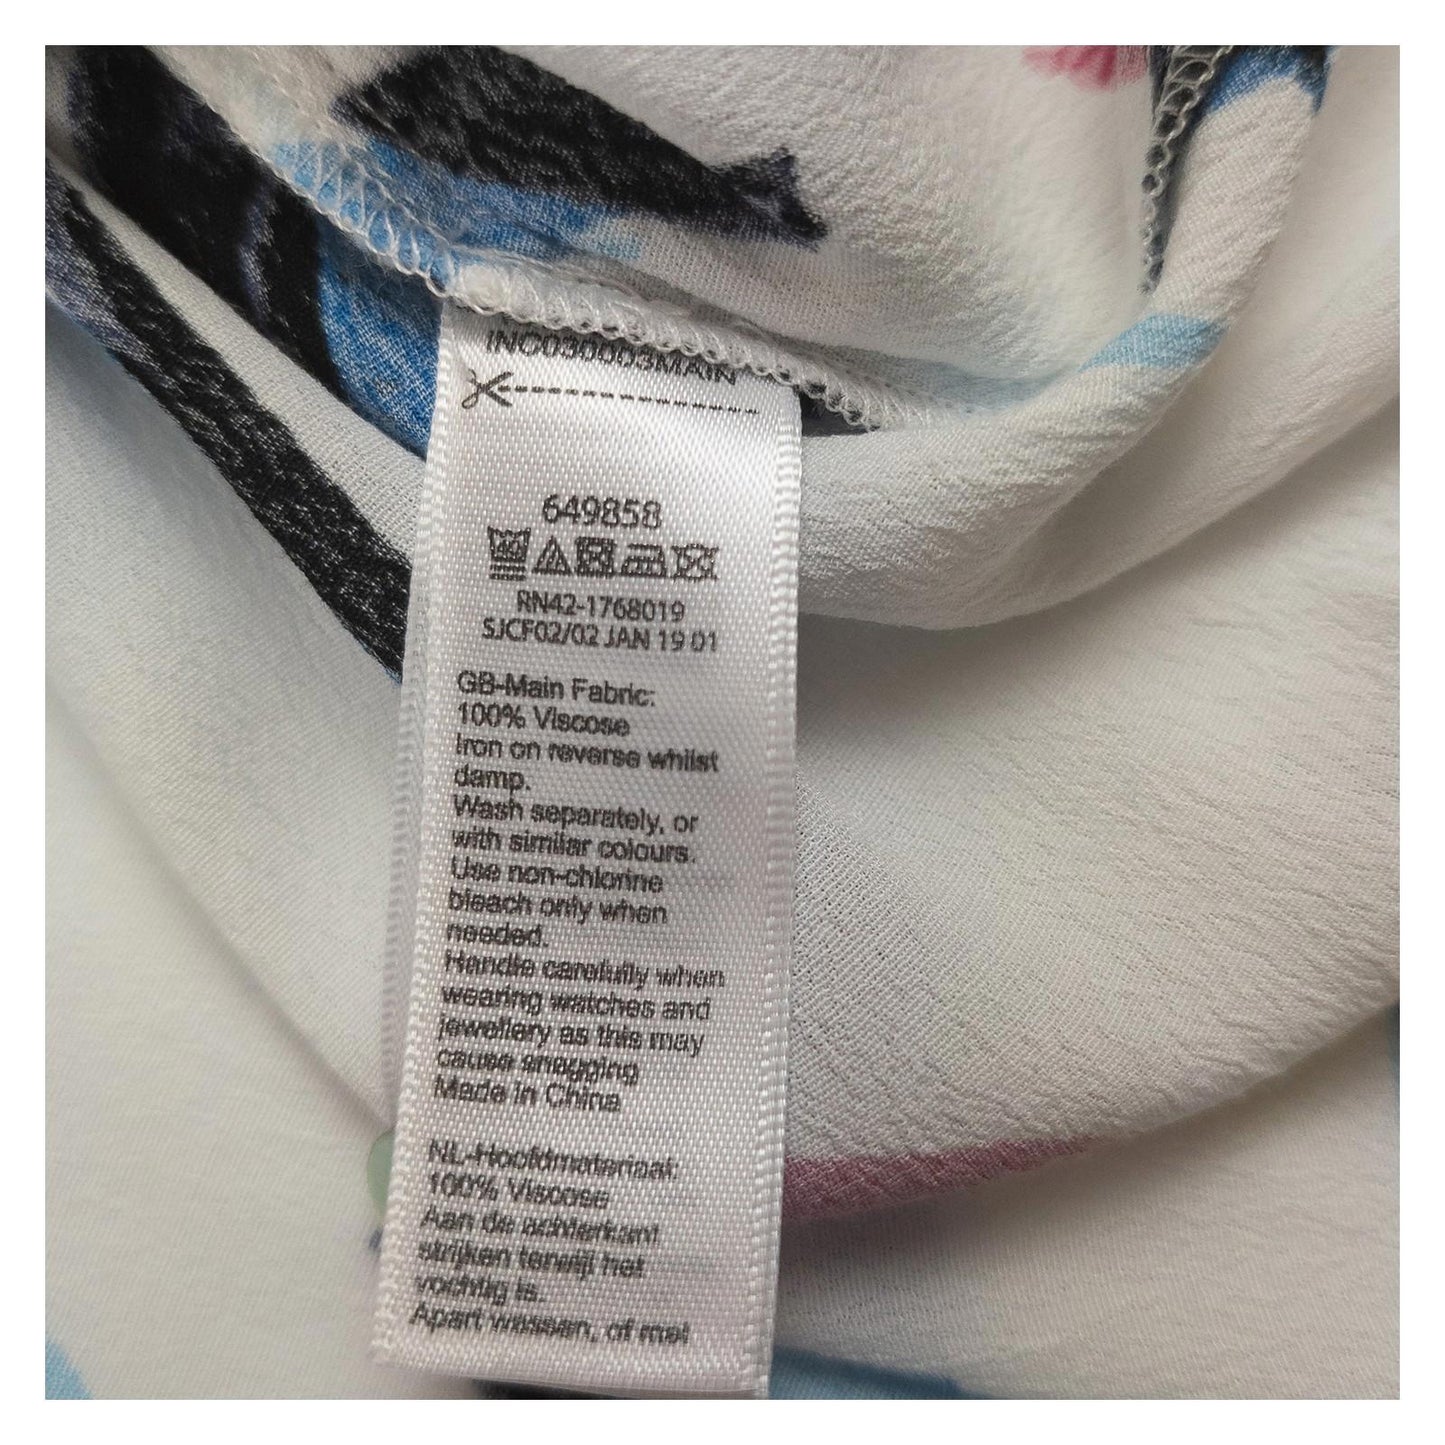 INC030003MAIN
649858
RN42-1768019
SJCF02/02 JAN 19 01
GB-Main Fabric:
100% Viscose
Iron on reverse whilst
damp.
Wash separately, or
with similar colours.
Use non-chlorine
bleach only when
needed.
Handle carefully when
wearing watches and
jewellery as this may
cause snagging
Made in China
NL-Hoofdmateriaal:
100% Viscose
Aan de achterkant
strijken terwijl het
vochtig is.
Apart wassen, of met